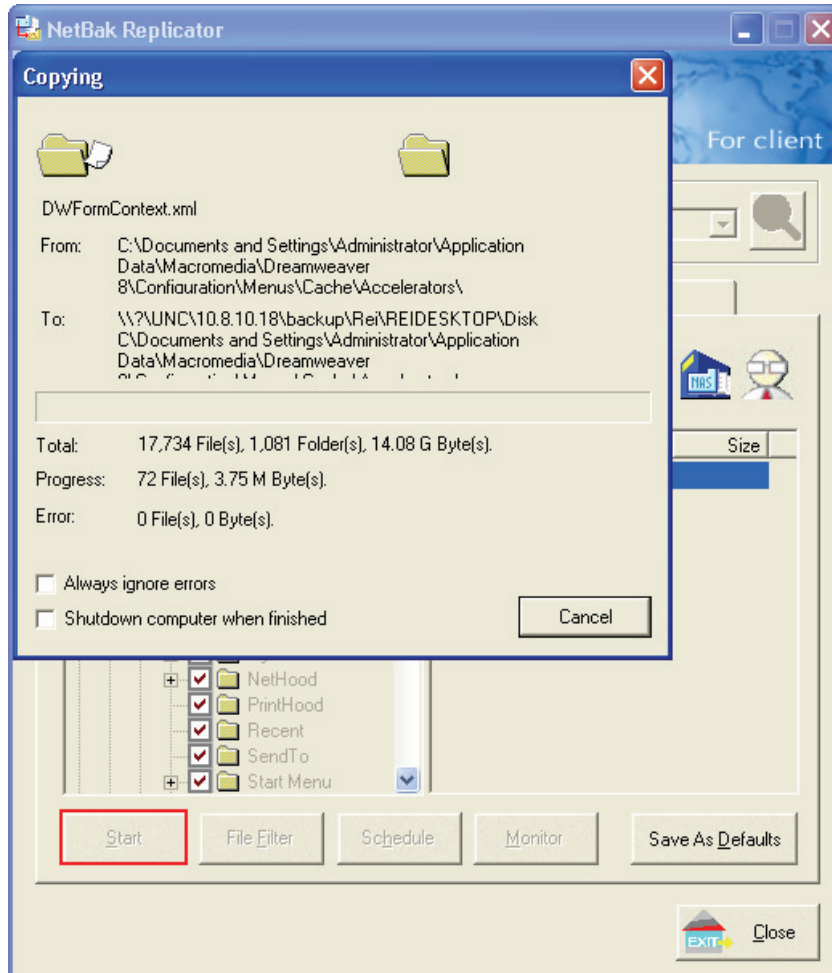 NetBak Replicator
Copying
For client
DWFormContext.xml
From: C:\Documents and Settings\Administrator\Application
Data\Macromedia\Dreamweaver
8\Configuration\Menus\Cache\Accelerators\
To: \\?\UNC\10.8.10.18\backup\Rei\REIDESKTOP\Disk
C\Documents and Settings\Administrator\Application
Data\Macromedia\Dreamweaver
NAS
Total: 17,734 File(s), 1,081 Folder(s), 14.08 G Byte(s).
Size
Progress: 72 File(s), 3.75 M Byte(s).
Error: 0 File(s), 0 Byte(s).
Always ignore errors
Shutdown computer when finished
Cancel
NetHood
PrintHood
Recent
SendTo
Start Menu
Start
File Filter
Schedule
Monitor
Save As Defaults
EXIT
Close